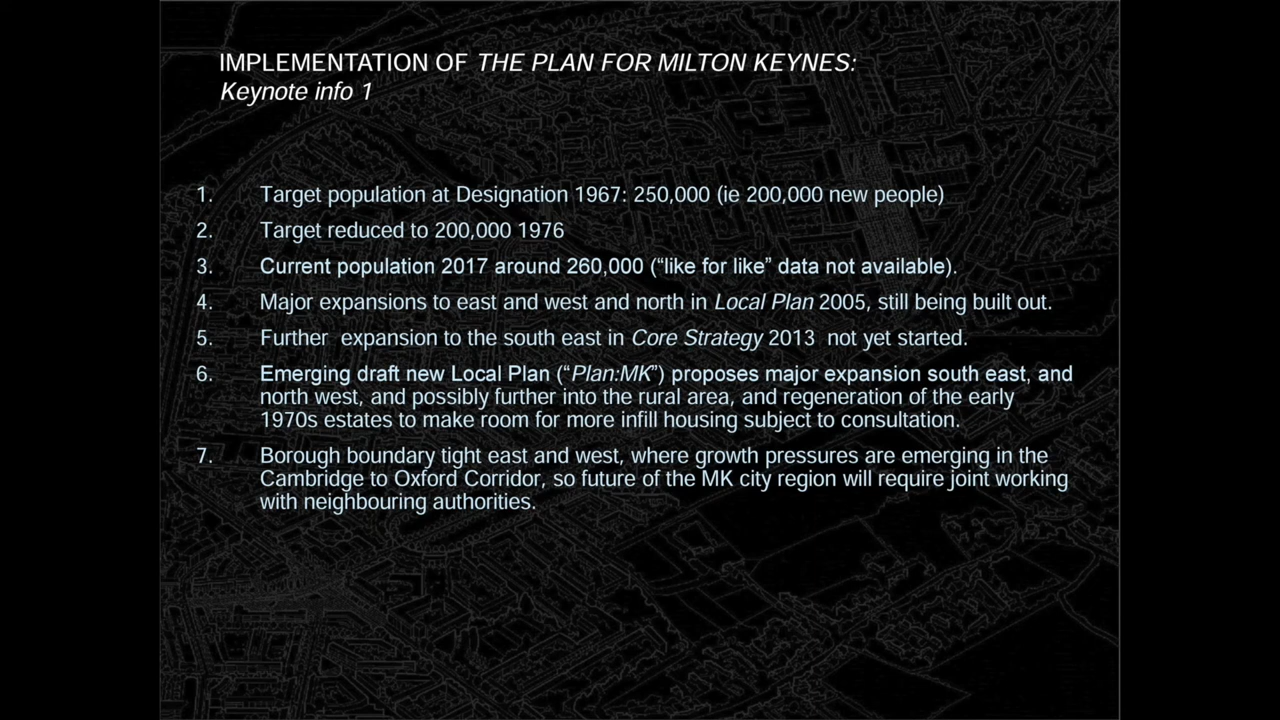 IMPLEMENTATION OF THE PLAN FOR MILTON KEYNES:
Keynote info 1
1. Target population at Designation 1967: 250,000 (ie 200,000 new people)
2. Target reduced to 200,000 1976
3. Current population 2017 around 260,000 (“like for like” data not available).
4. Major expansions to east and west and north in Local Plan 2005, still being built out.
5. Further  expansion to the south east in Core Strategy 2013  not yet started.
6. Emerging draft new Local Plan (“Plan:MK”) proposes major expansion south east, and
north west, and possibly further into the rural area, and regeneration of the early
1970s estates to make room for more infill housing subject to consultation.
7. Borough boundary tight east and west, where growth pressures are emerging in the
Cambridge to Oxford Corridor, so future of the MK city region will require joint working
with neighbouring authorities.